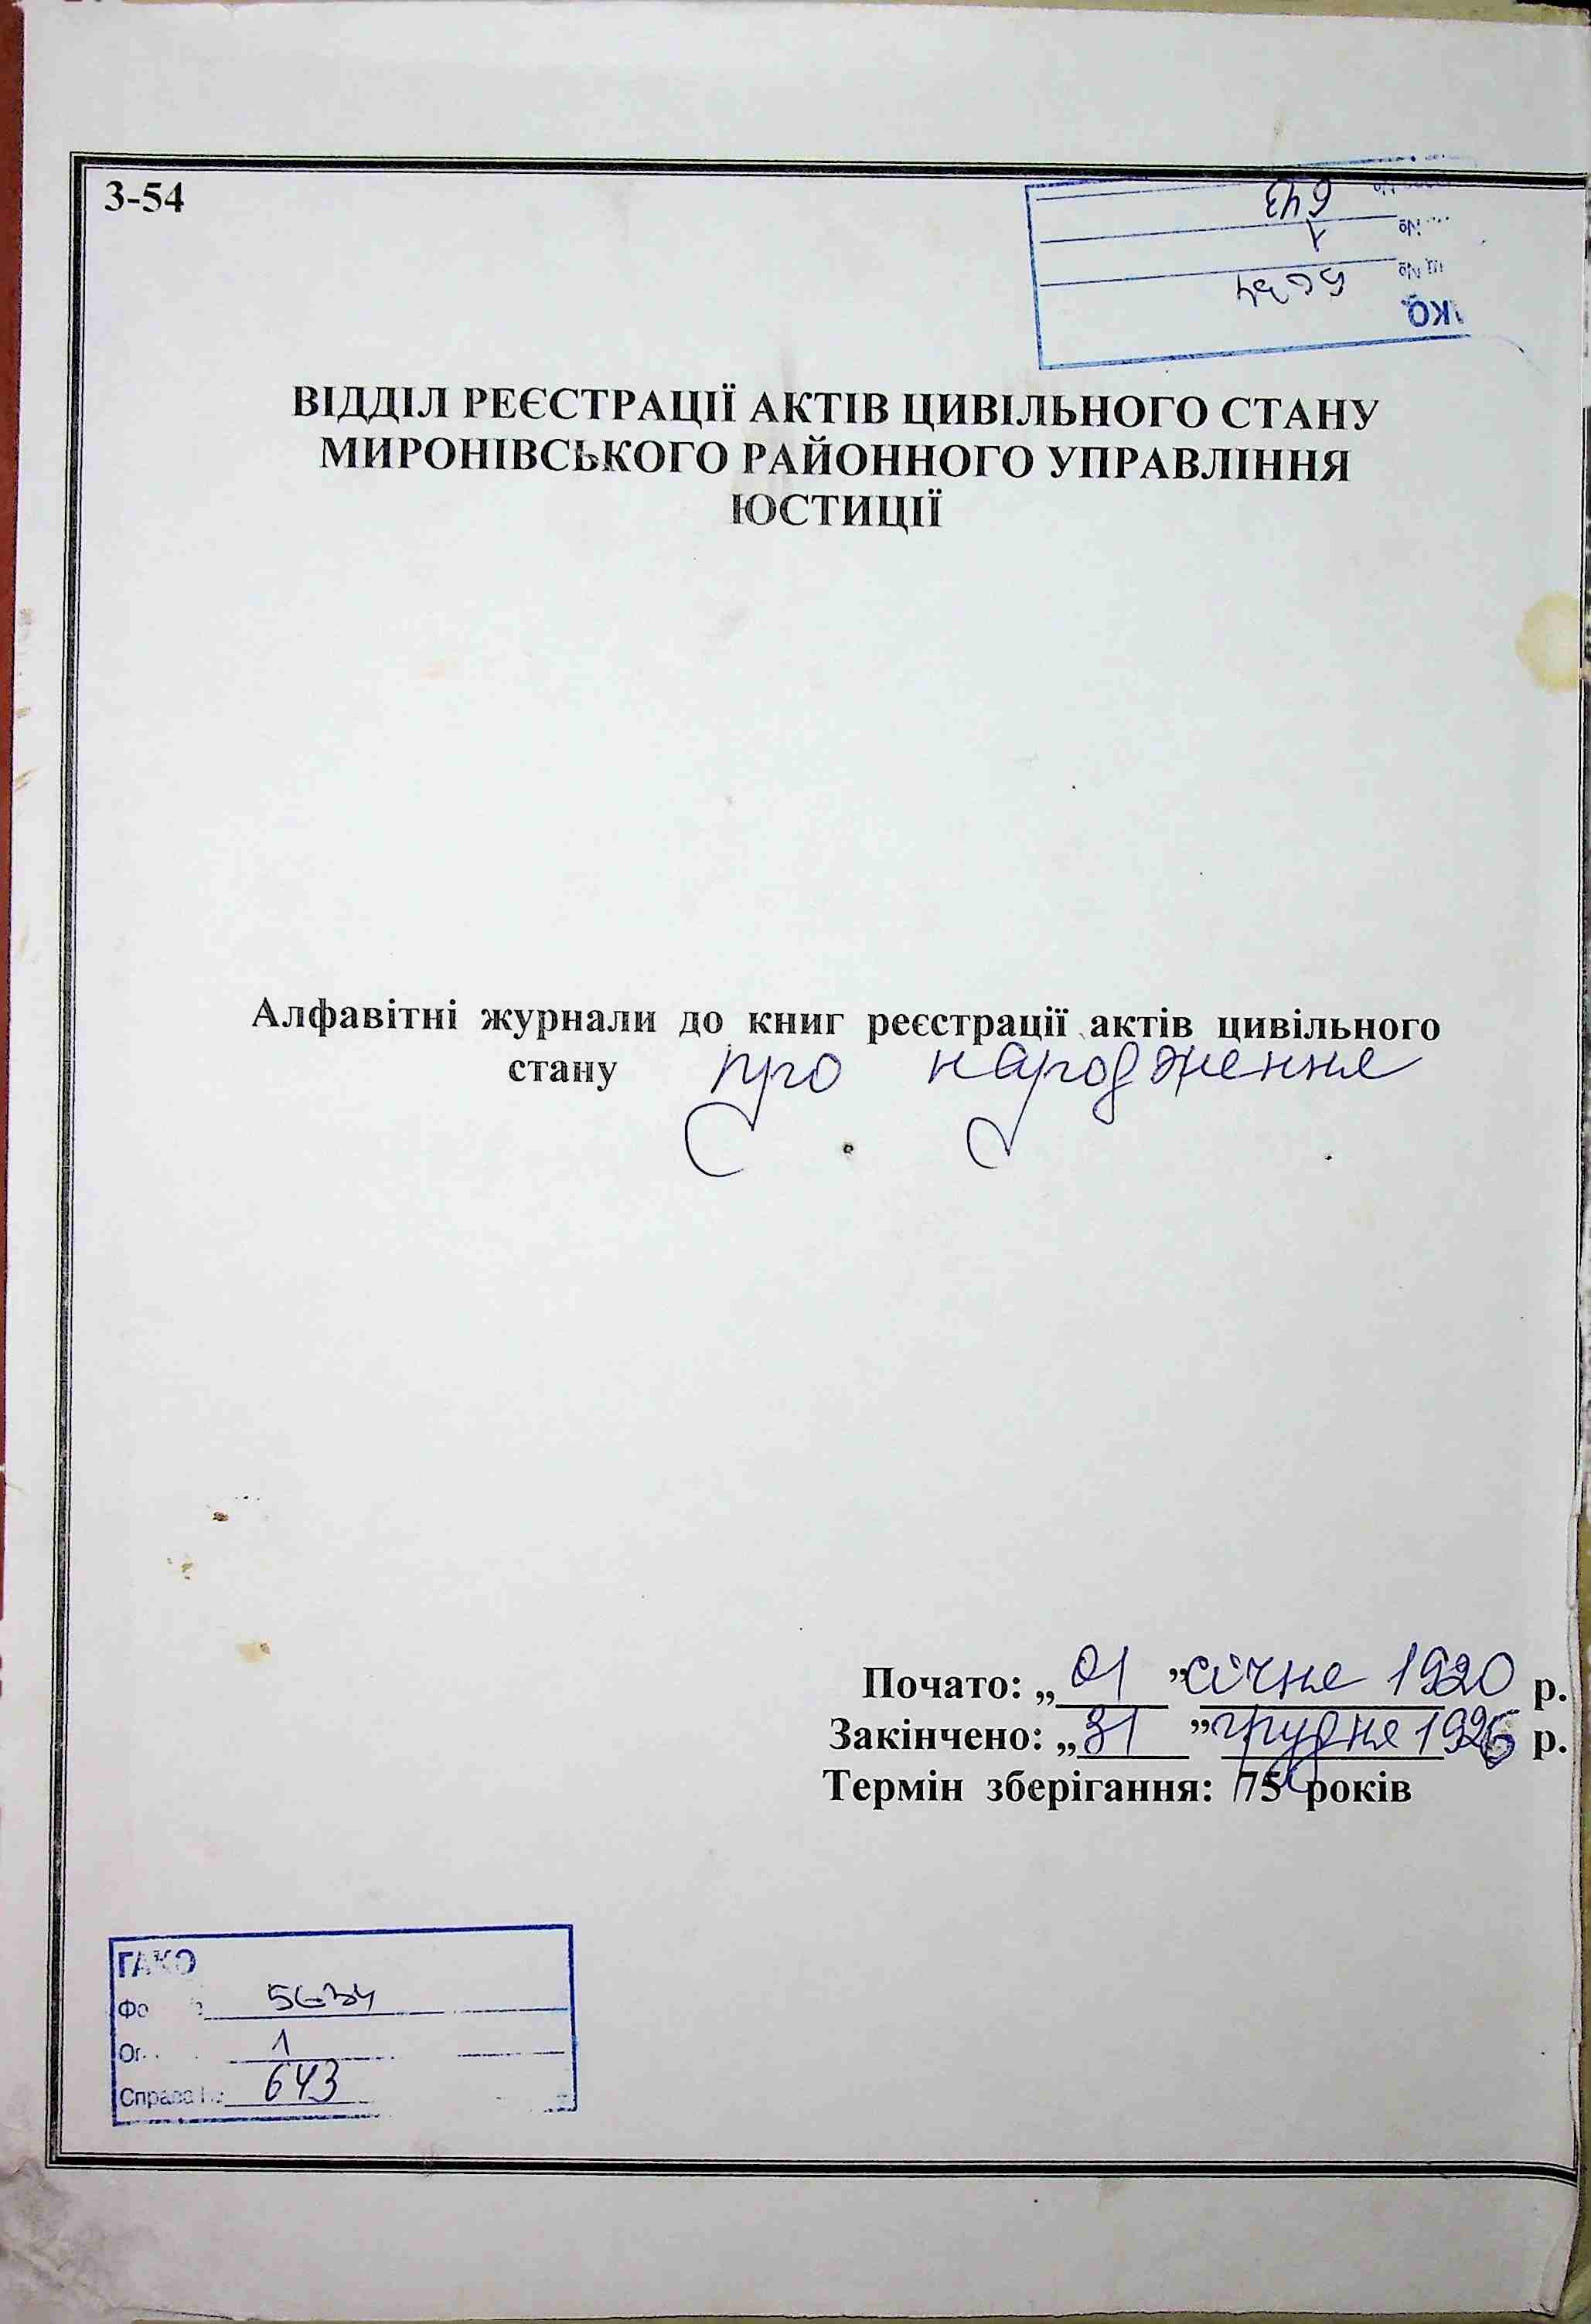 3-54
643
1
5634
ВІДДІЛ РЕЄСТРАЦІЇ АКТІВ ЦИВІЛЬНОГО СТАНУ
МИРОНІВСЬКОГО РАЙОННОГО УПРАВЛІННЯ
ЮСТИЦІЇ
Алфавітні журнали до книг реєстрації актів цивільного
стану про народження
Почато: „ 01 ” січня 1920 р.
Закінчено: „ 31 ” грудня 1926 р.
Термін зберігання: 75 років
ГАКО
5634
1
Справа № 643